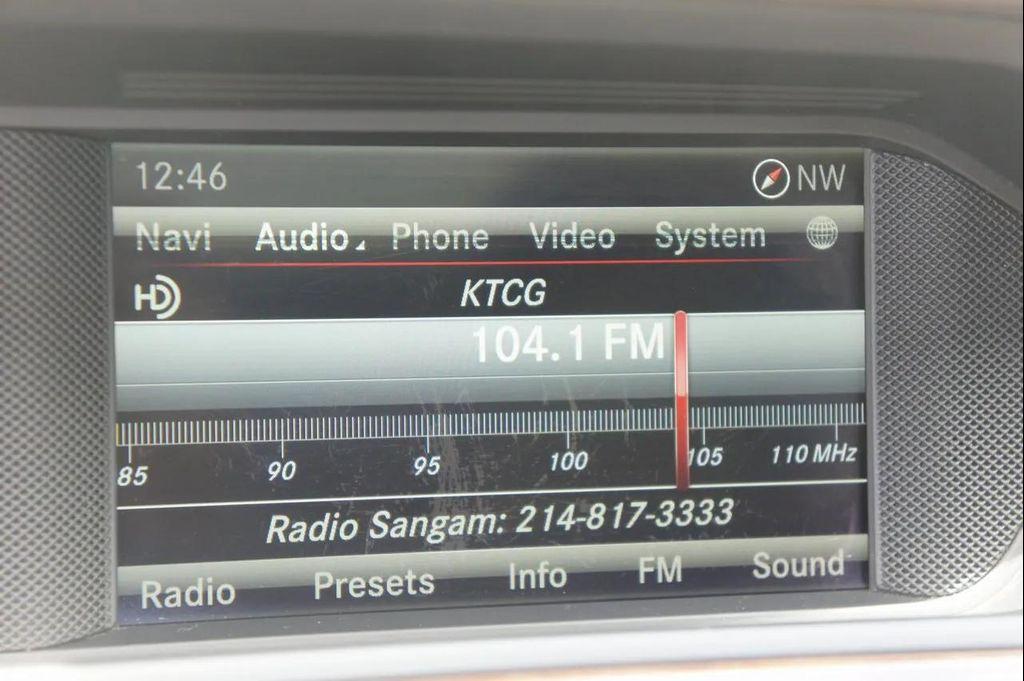 12:46 NW
Navi Audio Phone Video System
HD KTCG
104.1 FM
85 90 95 100 105 110 MHz
Radio Sangam: 214-817-3333
Radio Presets Info FM Sound